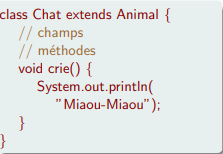 class Chat extends Animal {
// champs
// méthodes
void crie() {
System.out.println(
"Miaou-Miaou");
}
}